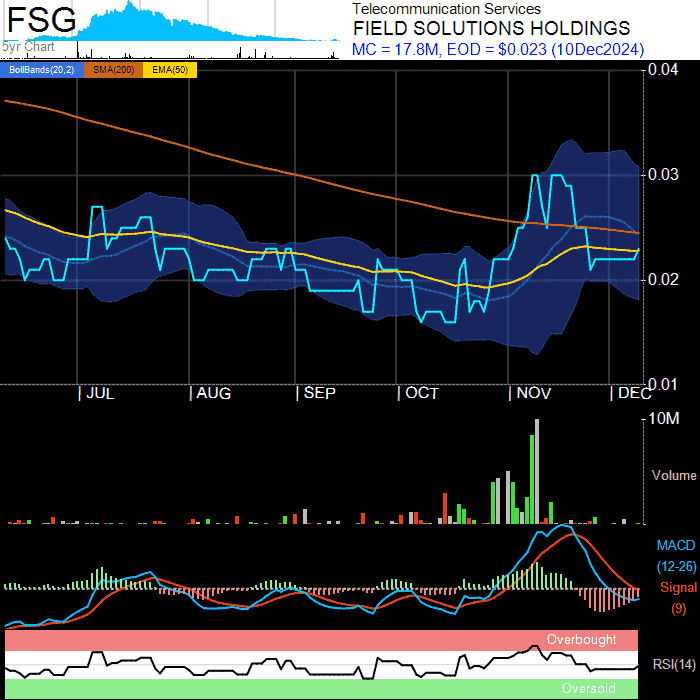 FSG
5yr Chart
Telecommunication Services
FIELD SOLUTIONS HOLDINGS
MC = 17.8M, EOD = $0.023 (10Dec2024)
BollBands(20,2) SMA(200) EMA(50)
0.04
0.03
0.02
0.01
| JUL | AUG | SEP | OCT | NOV | DEC
10M
Volume
MACD
(12-26)
Signal
(9)
Overbought
RSI(14)
Oversold